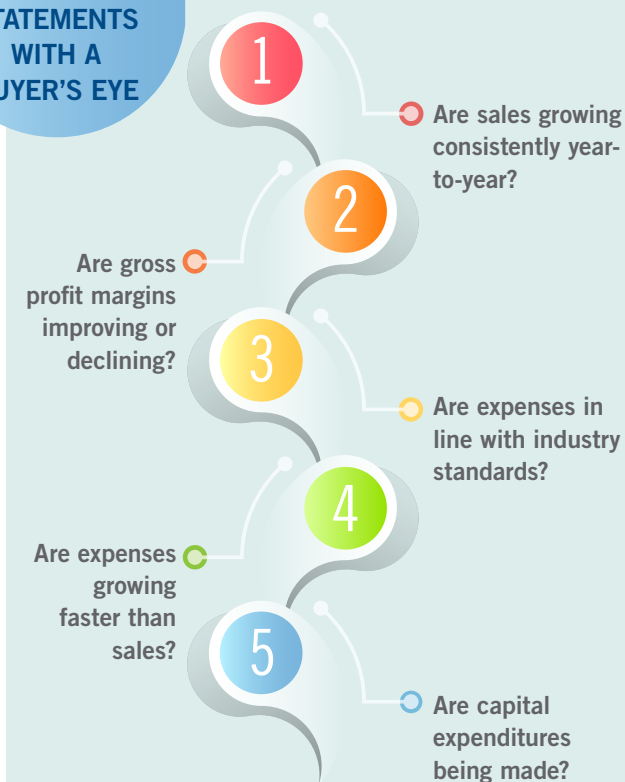 TATEMENTS
WITH A
UYER’S EYE
1
Are sales growing
consistently year-
to-year?
2
Are gross
profit margins
improving or
declining?
3
Are expenses in
line with industry
standards?
4
Are expenses
growing
faster than
sales?
5
Are capital
expenditures
being made?